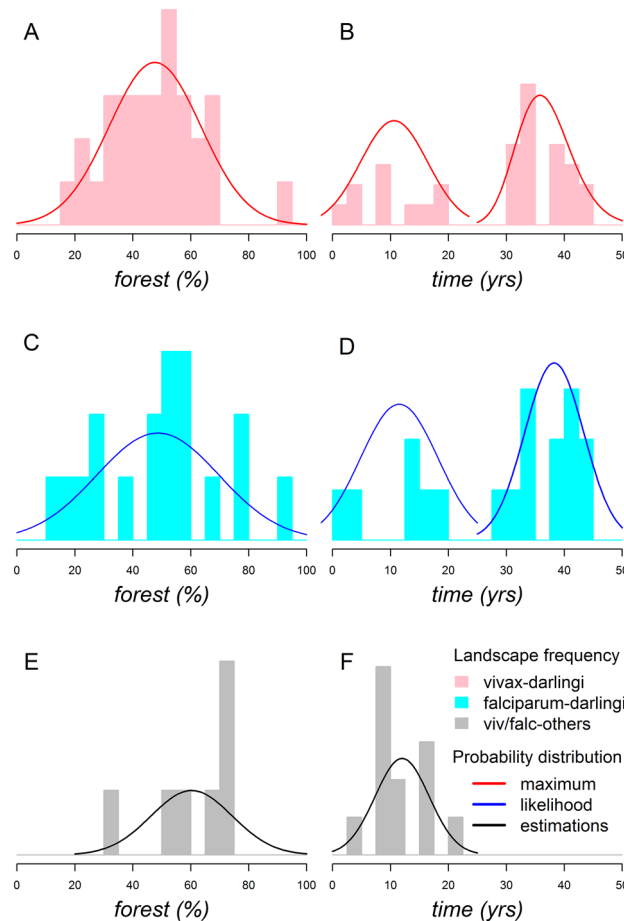 A
B
0 20 40 60 80 100
0 10 20 30 40 50
forest (%)
time (yrs)
C
D
0 20 40 60 80 100
0 10 20 30 40 50
forest (%)
time (yrs)
E
F
Landscape frequency
vivax-darlingi
falciparum-darlingi
viv/falc-others
Probability distribution
maximum
likelihood
estimations
0 20 40 60 80 100
0 10 20 30 40 50
forest (%)
time (yrs)